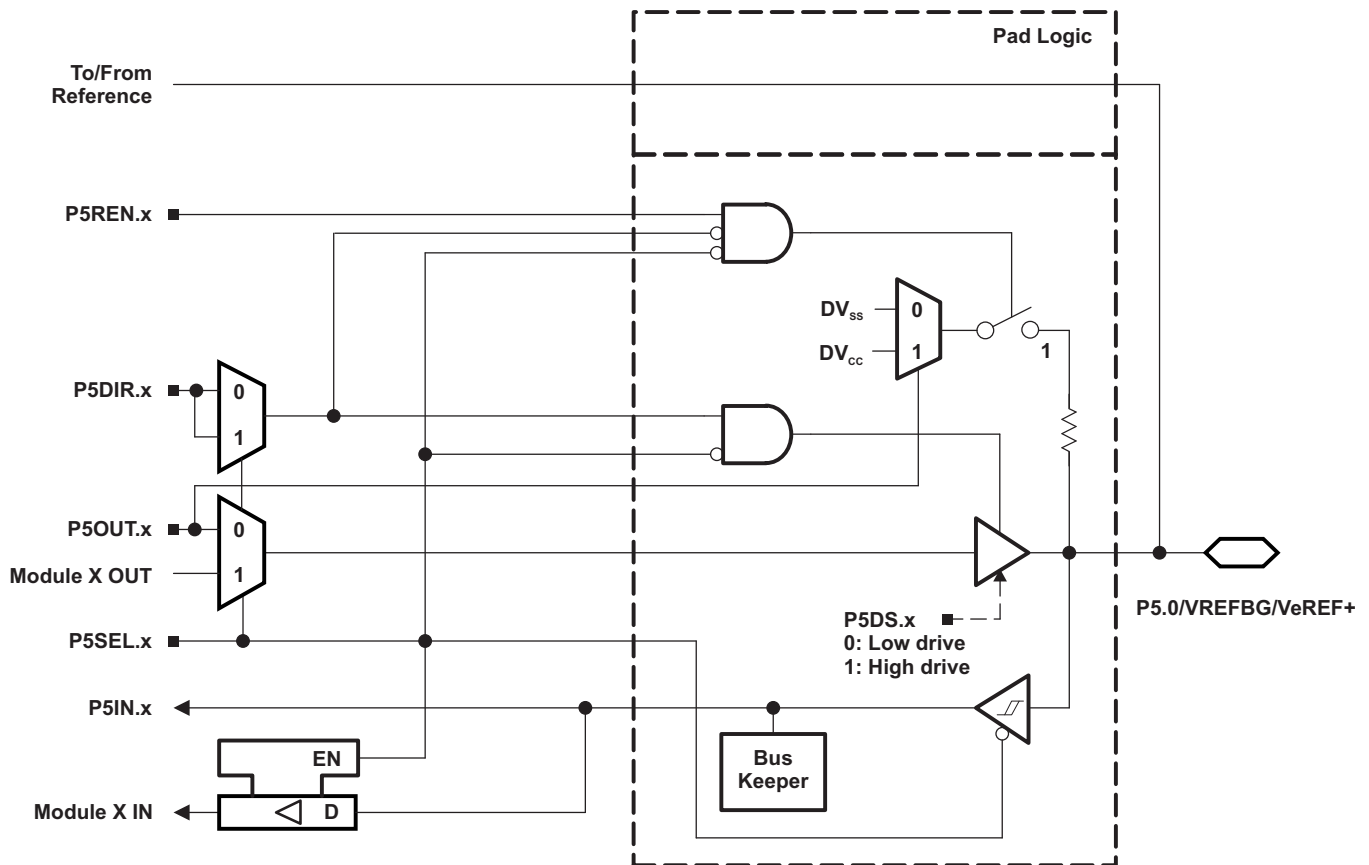 Pad Logic
To/From
Reference
P5REN.x
DVss
0
DVcc
1
1
P5DIR.x
0
1
P5OUT.x
0
Module X OUT
1
P5DS.x
0: Low drive
1: High drive
P5.0/VREFBG/VeREF+
P5SEL.x
P5IN.x
Bus
Keeper
EN
Module X IN
D